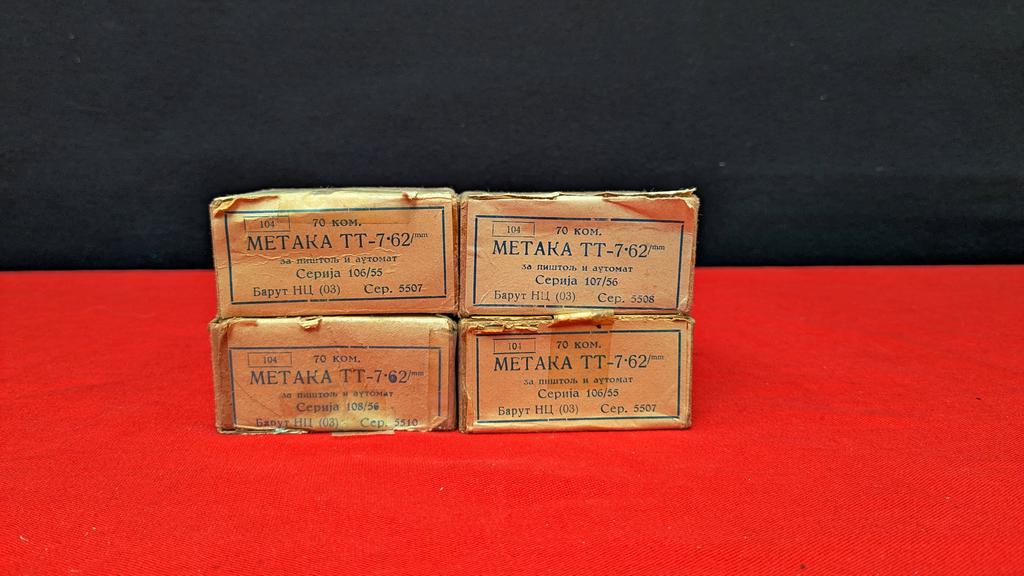 104
70 ком.
МЕТАКА ТТ-7·62/mm
за пиштољ и аутомат
Серија 106/55
Барут НЦ (03) Сер. 5507
104
70 ком.
МЕТАКА ТТ-7·62/mm
за пиштољ и аутомат
Серија 107/56
Барут НЦ (03) Сер. 5508
104
70 ком.
МЕТАКА ТТ-7·62/mm
за пиштољ и аутомат
Серија 108/56
Барут НЦ (03) Сер. 5510
104
70 ком.
МЕТАКА ТТ-7·62/mm
за пиштољ и аутомат
Серија 106/55
Барут НЦ (03) Сер. 5507